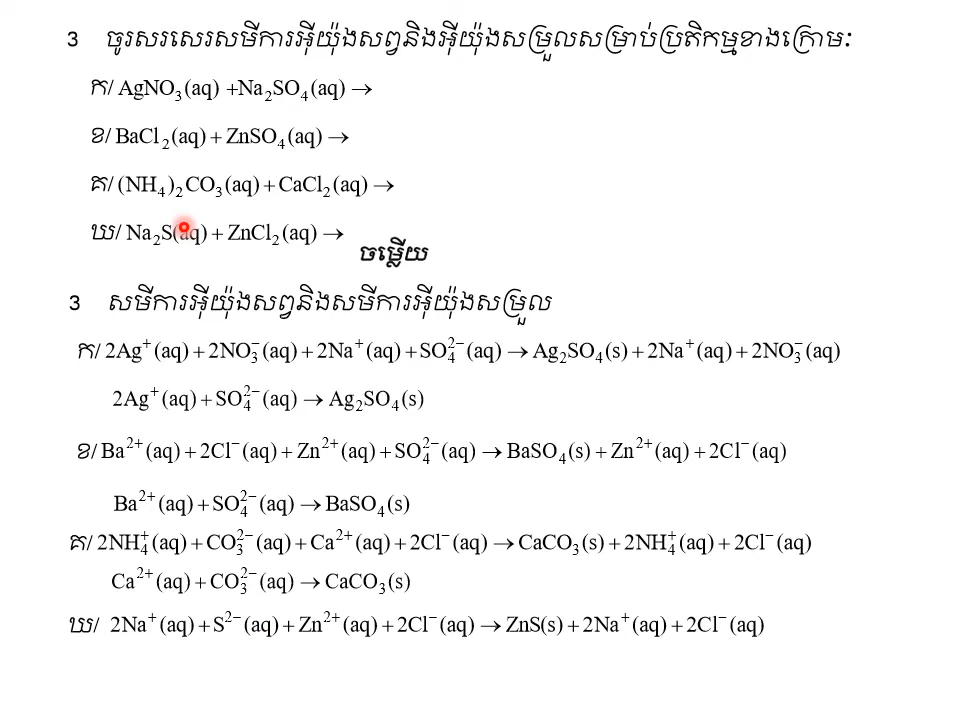 3 ចូរសរសេរសមីការអ៊ីយ៉ុងសព្វនិងអ៊ីយ៉ុងសម្រួលសម្រាប់ប្រតិកម្មខាងក្រោម:
ក/ AgNO₃(aq) +Na₂SO₄(aq) →
ខ/ BaCl₂(aq) + ZnSO₄(aq) →
គ/ (NH₄)₂CO₃(aq) + CaCl₂(aq) →
ឃ/ Na₂S(aq) + ZnCl₂(aq) →
ចម្លើយ
3 សមីការអ៊ីយ៉ុងសព្វនិងសមីការអ៊ីយ៉ុងសម្រួល
ក/ 2Ag⁺(aq) + 2NO₃⁻(aq) + 2Na⁺(aq) + SO₄²⁻(aq) → Ag₂SO₄(s) + 2Na⁺(aq) + 2NO₃⁻(aq)
2Ag⁺(aq) + SO₄²⁻(aq) → Ag₂SO₄(s)
ខ/ Ba²⁺(aq) + 2Cl⁻(aq) + Zn²⁺(aq) + SO₄²⁻(aq) → BaSO₄(s) + Zn²⁺(aq) + 2Cl⁻(aq)
Ba²⁺(aq) + SO₄²⁻(aq) → BaSO₄(s)
គ/ 2NH₄⁺(aq) + CO₃²⁻(aq) + Ca²⁺(aq) + 2Cl⁻(aq) → CaCO₃(s) + 2NH₄⁺(aq) + 2Cl⁻(aq)
Ca²⁺(aq) + CO₃²⁻(aq) → CaCO₃(s)
ឃ/ 2Na⁺(aq) + S²⁻(aq) + Zn²⁺(aq) + 2Cl⁻(aq) → ZnS(s) + 2Na⁺(aq) + 2Cl⁻(aq)